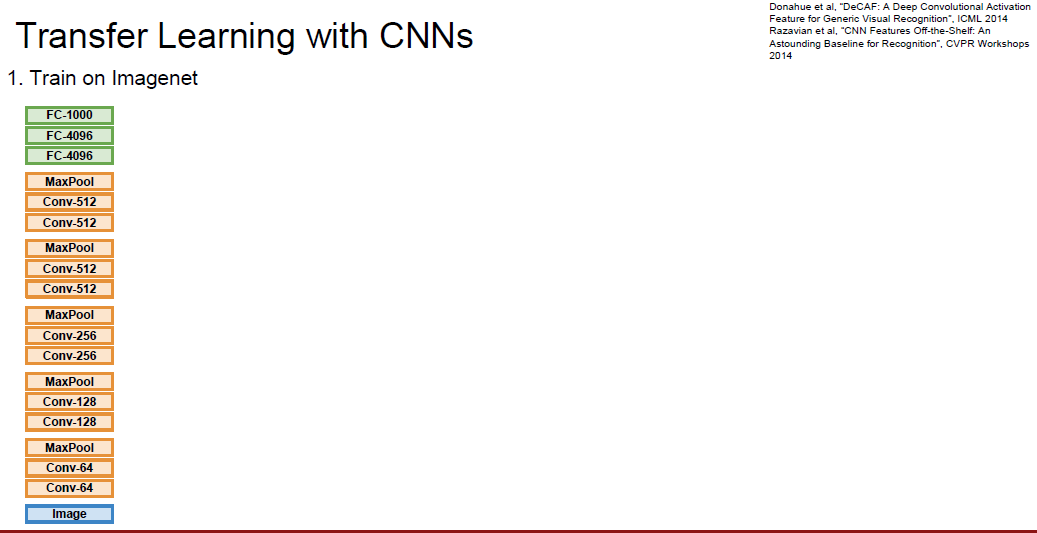 Transfer Learning with CNNs
Donahue et al, "DeCAF: A Deep Convolutional Activation
Feature for Generic Visual Recognition", ICML 2014
Razavian et al, "CNN Features Off-the-Shelf: An
Astounding Baseline for Recognition", CVPR Workshops
2014
1. Train on Imagenet
FC-1000
FC-4096
FC-4096
MaxPool
Conv-512
Conv-512
MaxPool
Conv-512
Conv-512
MaxPool
Conv-256
Conv-256
MaxPool
Conv-128
Conv-128
MaxPool
Conv-64
Conv-64
Image